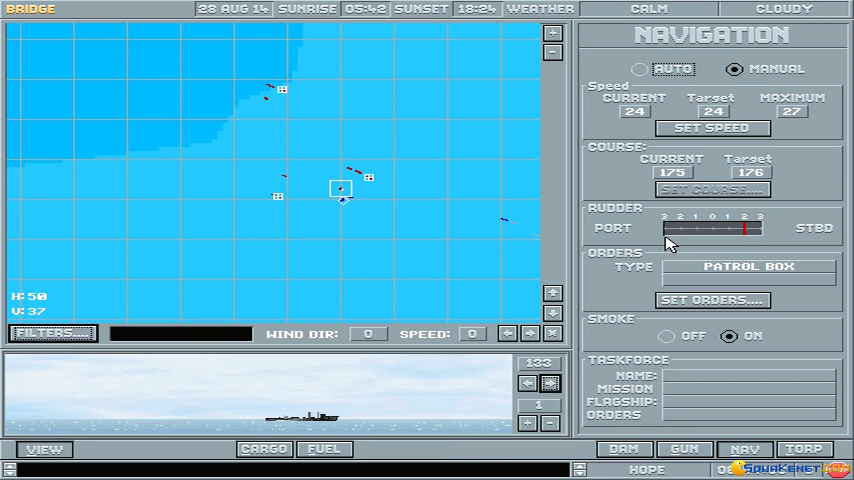 BRIDGE 28 AUG 14 SUNRISE 05:42 SUNSET 18:24 WEATHER CALM CLOUDY
NAVIGATION
AUTO MANUAL
Speed
CURRENT Target MAXIMUM
24 24 27
SET SPEED
COURSE:
CURRENT Target
175 176
SET COURSE....
RUDDER
3 2 1 0 1 2 3
PORT STBD
ORDERS
TYPE PATROL BOX
SET ORDERS....
SMOKE
OFF ON
TASKFORCE
NAME:
MISSION
FLAGSHIP:
ORDERS
H:50
V:37
FILTERS.... WIND DIR: 0 SPEED: 0
133
1
VIEW CARGO FUEL DAM GUN NAV TORP
HOPE
SQUAKENET